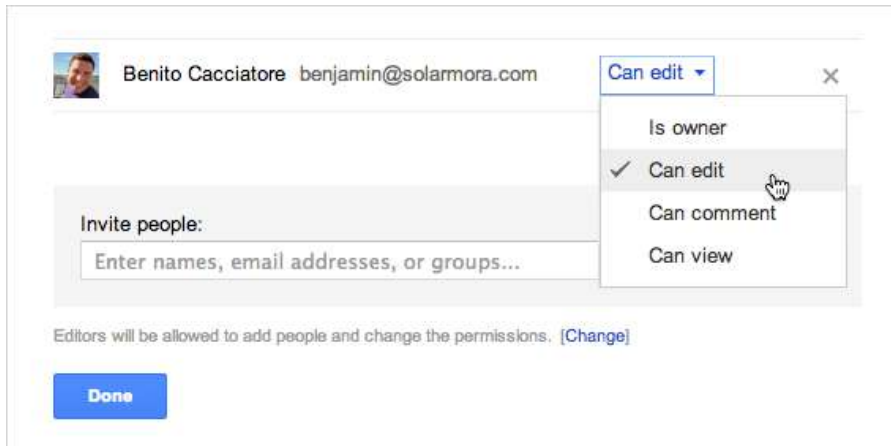 Benito Cacciatore benjamin@solarmora.com Can edit
Is owner
Can edit
Can comment
Can view
Invite people:
Enter names, email addresses, or groups...
Editors will be allowed to add people and change the permissions. [Change]
Done